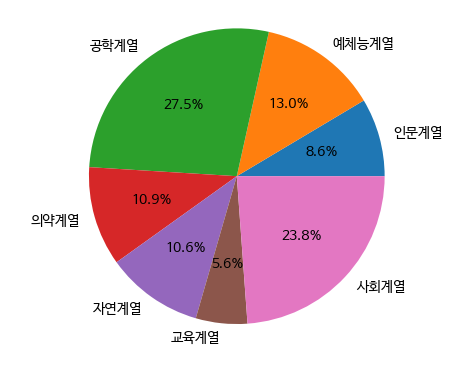 공학계열
예체능계열
27.5%
13.0%
인문계열
8.6%
10.9%
의약계열
10.6%
23.8%
5.6%
사회계열
자연계열
교육계열